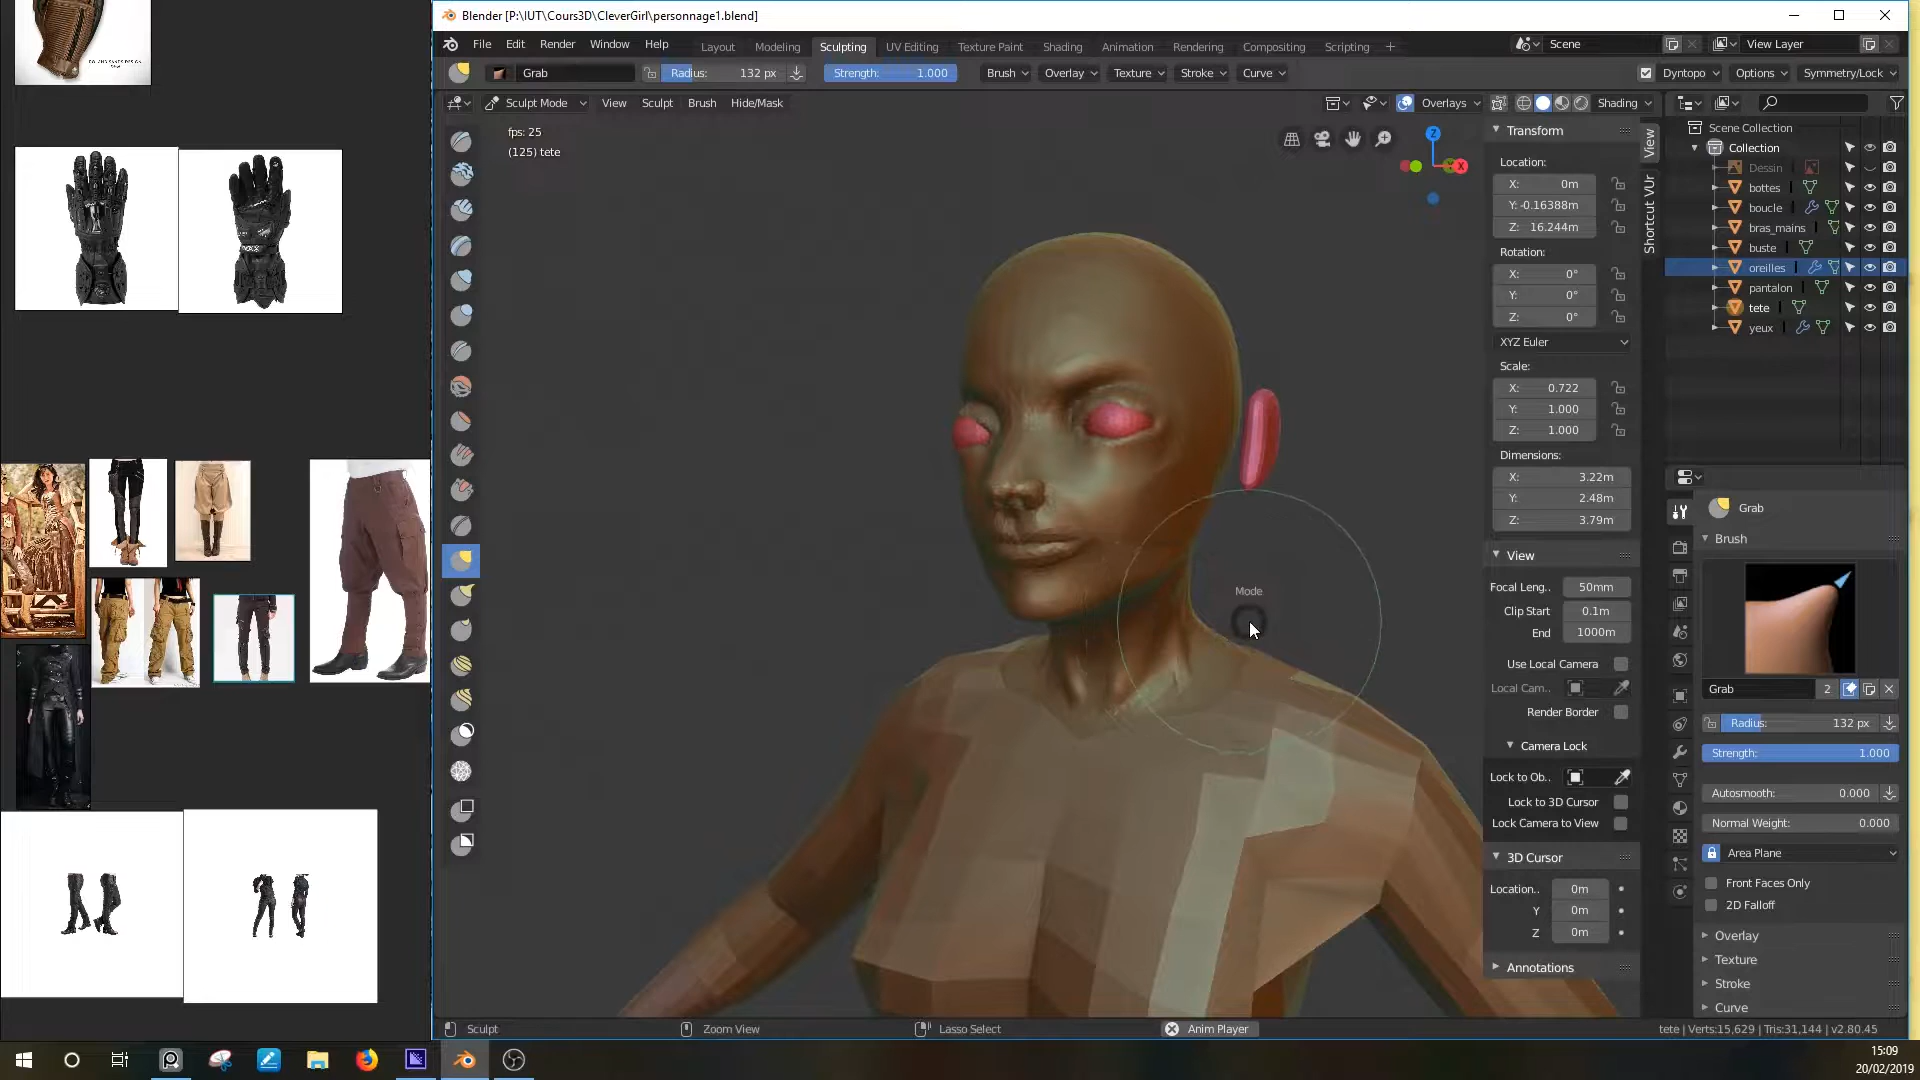 Blender [P:\IUT\Cours3D\CleverGirl\personnage1.blend]
File Edit Render Window Help Layout Modeling Sculpting UV Editing Texture Paint Shading Animation Rendering Compositing Scripting + Scene View Layer
Grab Radius: 132 px Strength: 1.000 Brush Overlay Texture Stroke Curve Dyntopo Options Symmetry/Lock
Sculpt Mode View Sculpt Brush Hide/Mask Overlays Shading
fps: 25
(125) tete
Z
X
Mode
Transform
Location:
X: 0m
Y: -0.16388m
Z: 16.244m
Rotation:
X: 0°
Y: 0°
Z: 0°
XYZ Euler
Scale:
X: 0.722
Y: 1.000
Z: 1.000
Dimensions:
X: 3.22m
Y: 2.48m
Z: 3.79m
View
Focal Leng.. 50mm
Clip Start 0.1m
End 1000m
Use Local Camera
Local Cam..
Render Border
Camera Lock
Lock to Ob..
Lock to 3D Cursor
Lock Camera to View
3D Cursor
Location.. 0m
Y 0m
Z 0m
Annotations
View
Shortcut VUr
Scene Collection
Collection
Dessin
bottes
boucle
bras_mains
buste
oreilles
pantalon
tete
yeux
Grab
Brush
Grab 2
Radius: 132 px
Strength: 1.000
Autosmooth: 0.000
Normal Weight: 0.000
Area Plane
Front Faces Only
2D Falloff
Overlay
Texture
Stroke
Curve
Sculpt Zoom View Lasso Select Anim Player tete | Verts:15,629 | Tris:31,144 | v2.80.45
15:09
20/02/2019